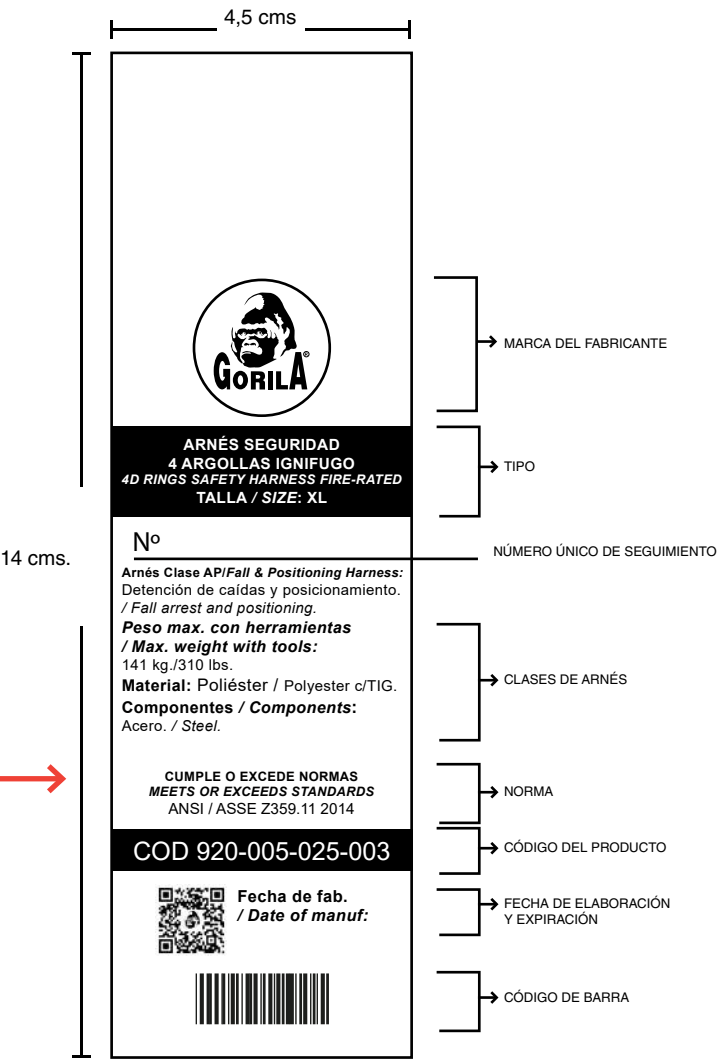 4,5 cms
14 cms.
GORILA®
MARCA DEL FABRICANTE
ARNÉS SEGURIDAD
4 ARGOLLAS IGNIFUGO
4D RINGS SAFETY HARNESS FIRE-RATED
TALLA / SIZE: XL
TIPO
Nº
NÚMERO ÚNICO DE SEGUIMIENTO
Arnés Clase AP/Fall & Positioning Harness:
Detención de caídas y posicionamiento.
/ Fall arrest and positioning.
Peso max. con herramientas
/ Max. weight with tools:
141 kg./310 lbs.
Material: Poliéster / Polyester c/TIG.
Componentes / Components:
Acero. / Steel.
CLASES DE ARNÉS
CUMPLE O EXCEDE NORMAS
MEETS OR EXCEEDS STANDARDS
ANSI / ASSE Z359.11 2014
NORMA
COD 920-005-025-003
CÓDIGO DEL PRODUCTO
Fecha de fab.
/ Date of manuf:
FECHA DE ELABORACIÓN
Y EXPIRACIÓN
CÓDIGO DE BARRA